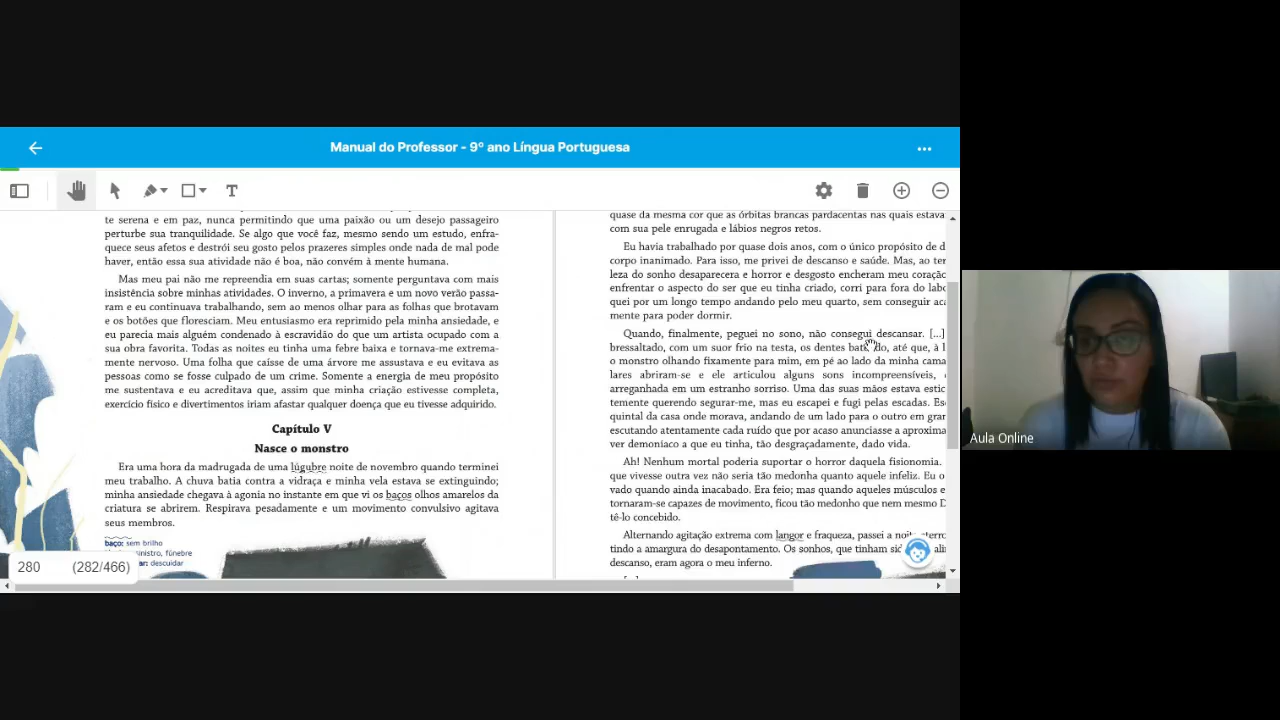 Manual do Professor - 9º ano Língua Portuguesa
te serena e em paz, nunca permitindo que uma paixão ou um desejo passageiro
perturbe sua tranquilidade. Se algo que você faz, mesmo sendo um estudo, enfra-
quece seus afetos e destrói seu gosto pelos prazeres simples onde nada de mal pode
haver, então essa sua atividade não é boa, não convém à mente humana.
Mas meu pai não me repreendia em suas cartas; somente perguntava com mais
insistência sobre minhas atividades. O inverno, a primavera e um novo verão passa-
ram e eu continuava trabalhando, sem ao menos olhar para as folhas que brotavam
e os botões que floresciam. Meu entusiasmo era reprimido pela minha ansiedade, e
eu parecia mais alguém condenado à escravidão do que um artista ocupado com a
sua obra favorita. Todas as noites eu tinha uma febre baixa e tornava-me extrema-
mente nervoso. Uma folha que caísse de uma árvore me assustava e eu evitava as
pessoas como se fosse culpado de um crime. Somente a energia de meu propósito
me sustentava e eu acreditava que, assim que minha criação estivesse completa,
exercício físico e divertimentos iriam afastar qualquer doença que eu tivesse adquirido.
Capítulo V
Nasce o monstro
Era uma hora da madrugada de uma lúgubre noite de novembro quando terminei
meu trabalho. A chuva batia contra a vidraça e minha vela estava se extinguindo;
minha ansiedade chegava à agonia no instante em que vi os baços olhos amarelos da
criatura se abrirem. Respirava pesadamente e um movimento convulsivo agitava
seus membros.
baço: sem brilho
inistro, fúnebre
ar: descuidar
280 (282/466)
quase da mesma cor que as órbitas brancas pardacentas nas quais estava
com sua pele enrugada e lábios negros retos.
Eu havia trabalhado por quase dois anos, com o único propósito de d
corpo inanimado. Para isso, me privei de descanso e saúde. Mas, ao ter
leza do sonho desaparecera e horror e desgosto encheram meu coração
enfrentar o aspecto do ser que eu tinha criado, corri para fora do labo
quei por um longo tempo andando pelo meu quarto, sem conseguir aca
mente para poder dormir.
Quando, finalmente, peguei no sono, não consegui descansar. [...]
bressaltado, com um suor frio na testa, os dentes batendo, até que, à l
o monstro olhando fixamente para mim, em pé ao lado da minha cama
lares abriram-se e ele articulou alguns sons incompreensíveis,
arreganhada em um estranho sorriso. Uma das suas mãos estava estic
temente querendo segurar-me, mas eu escapei e fugi pelas escadas. Es
quintal da casa onde morava, andando de um lado para o outro em gran
escutando atentamente cada ruído que por acaso anunciasse a aproxima
ver demoníaco a que eu tinha, tão desgraçadamente, dado vida.
Ah! Nenhum mortal poderia suportar o horror daquela fisionomia.
que vivesse outra vez não seria tão medonha quanto aquele infeliz. Eu o
vado quando ainda inacabado. Era feio; mas quando aqueles músculos e
tornaram-se capazes de movimento, ficou tão medonho que nem mesmo D
tê-lo concebido.
Alternando agitação extrema com langor e fraqueza, passei a noite
tindo a amargura do desapontamento. Os sonhos, que tinham
descanso, eram agora o meu inferno.
Aula Online